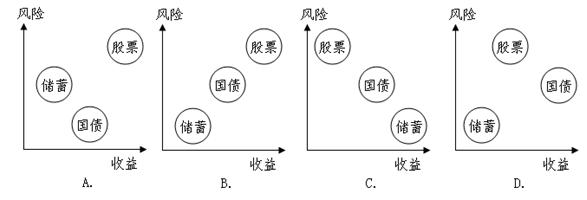 风险 风险 风险 风险
股票 股票 股票 股票
储蓄 国债 国债 国债
国债 储蓄 储蓄 储蓄
收益 收益 收益 收益
A. B. C. D.